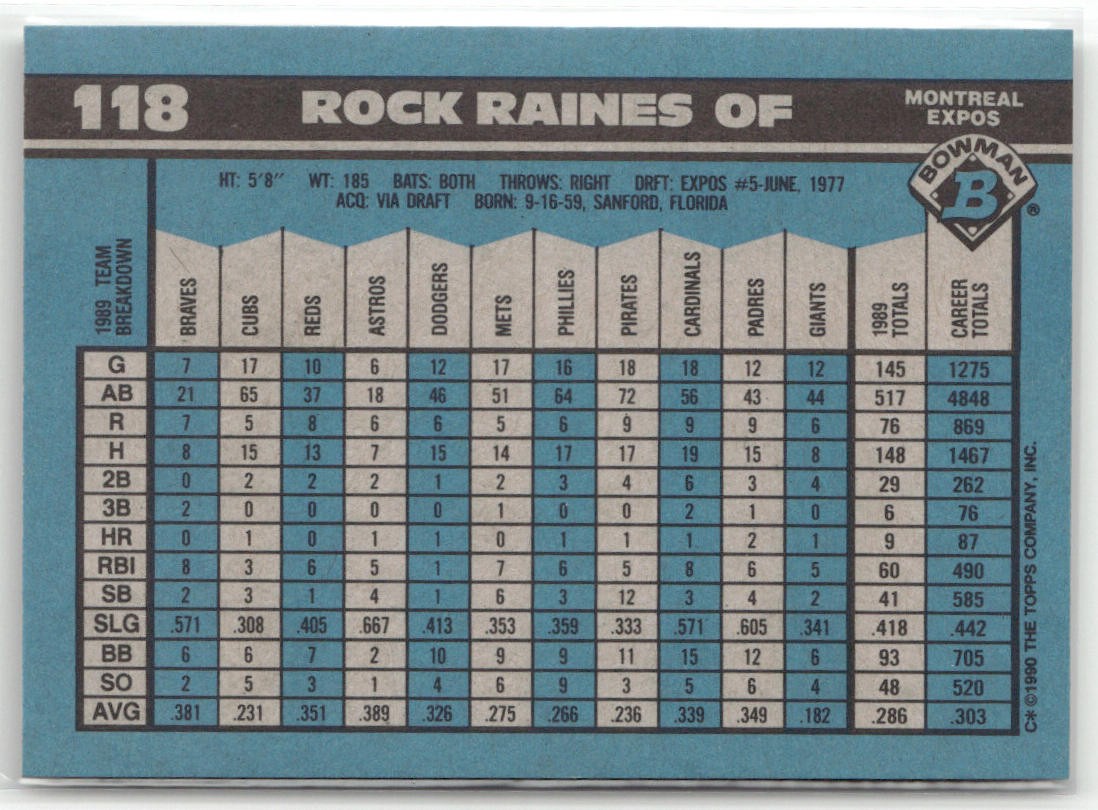 118 ROCK RAINES OF MONTREAL EXPOS
BOWMAN
B
®
HT: 5'8" WT: 185 BATS: BOTH THROWS: RIGHT DRFT: EXPOS #5-JUNE, 1977
ACQ: VIA DRAFT BORN: 9-16-59, SANFORD, FLORIDA
1989 TEAM BREAKDOWN BRAVES CUBS REDS ASTROS DODGERS METS PHILLIES PIRATES CARDINALS PADRES GIANTS 1989 TOTALS CAREER TOTALS
G 7 17 10 6 12 17 16 18 18 12 12 145 1275
AB 21 65 37 18 46 51 64 72 56 43 44 517 4848
R 7 5 8 6 6 5 6 9 9 9 6 76 869
H 8 15 13 7 15 14 17 17 19 15 8 148 1467
2B 0 2 2 2 1 2 3 4 6 3 4 29 262
3B 2 0 0 0 0 1 0 0 2 1 0 6 76
HR 0 1 0 1 1 0 1 1 1 2 1 9 87
RBI 8 3 6 5 1 7 6 5 8 6 5 60 490
SB 2 3 1 4 1 6 3 12 3 4 2 41 585
SLG .571 .308 .405 .667 .413 .353 .359 .333 .571 .605 .341 .418 .442
BB 6 6 7 2 10 9 9 11 15 12 6 93 705
SO 2 5 3 1 4 6 9 3 5 6 4 48 520
AVG .381 .231 .351 .389 .326 .275 .266 .236 .339 .349 .182 .286 .303
C* ©1990 THE TOPPS COMPANY, INC.